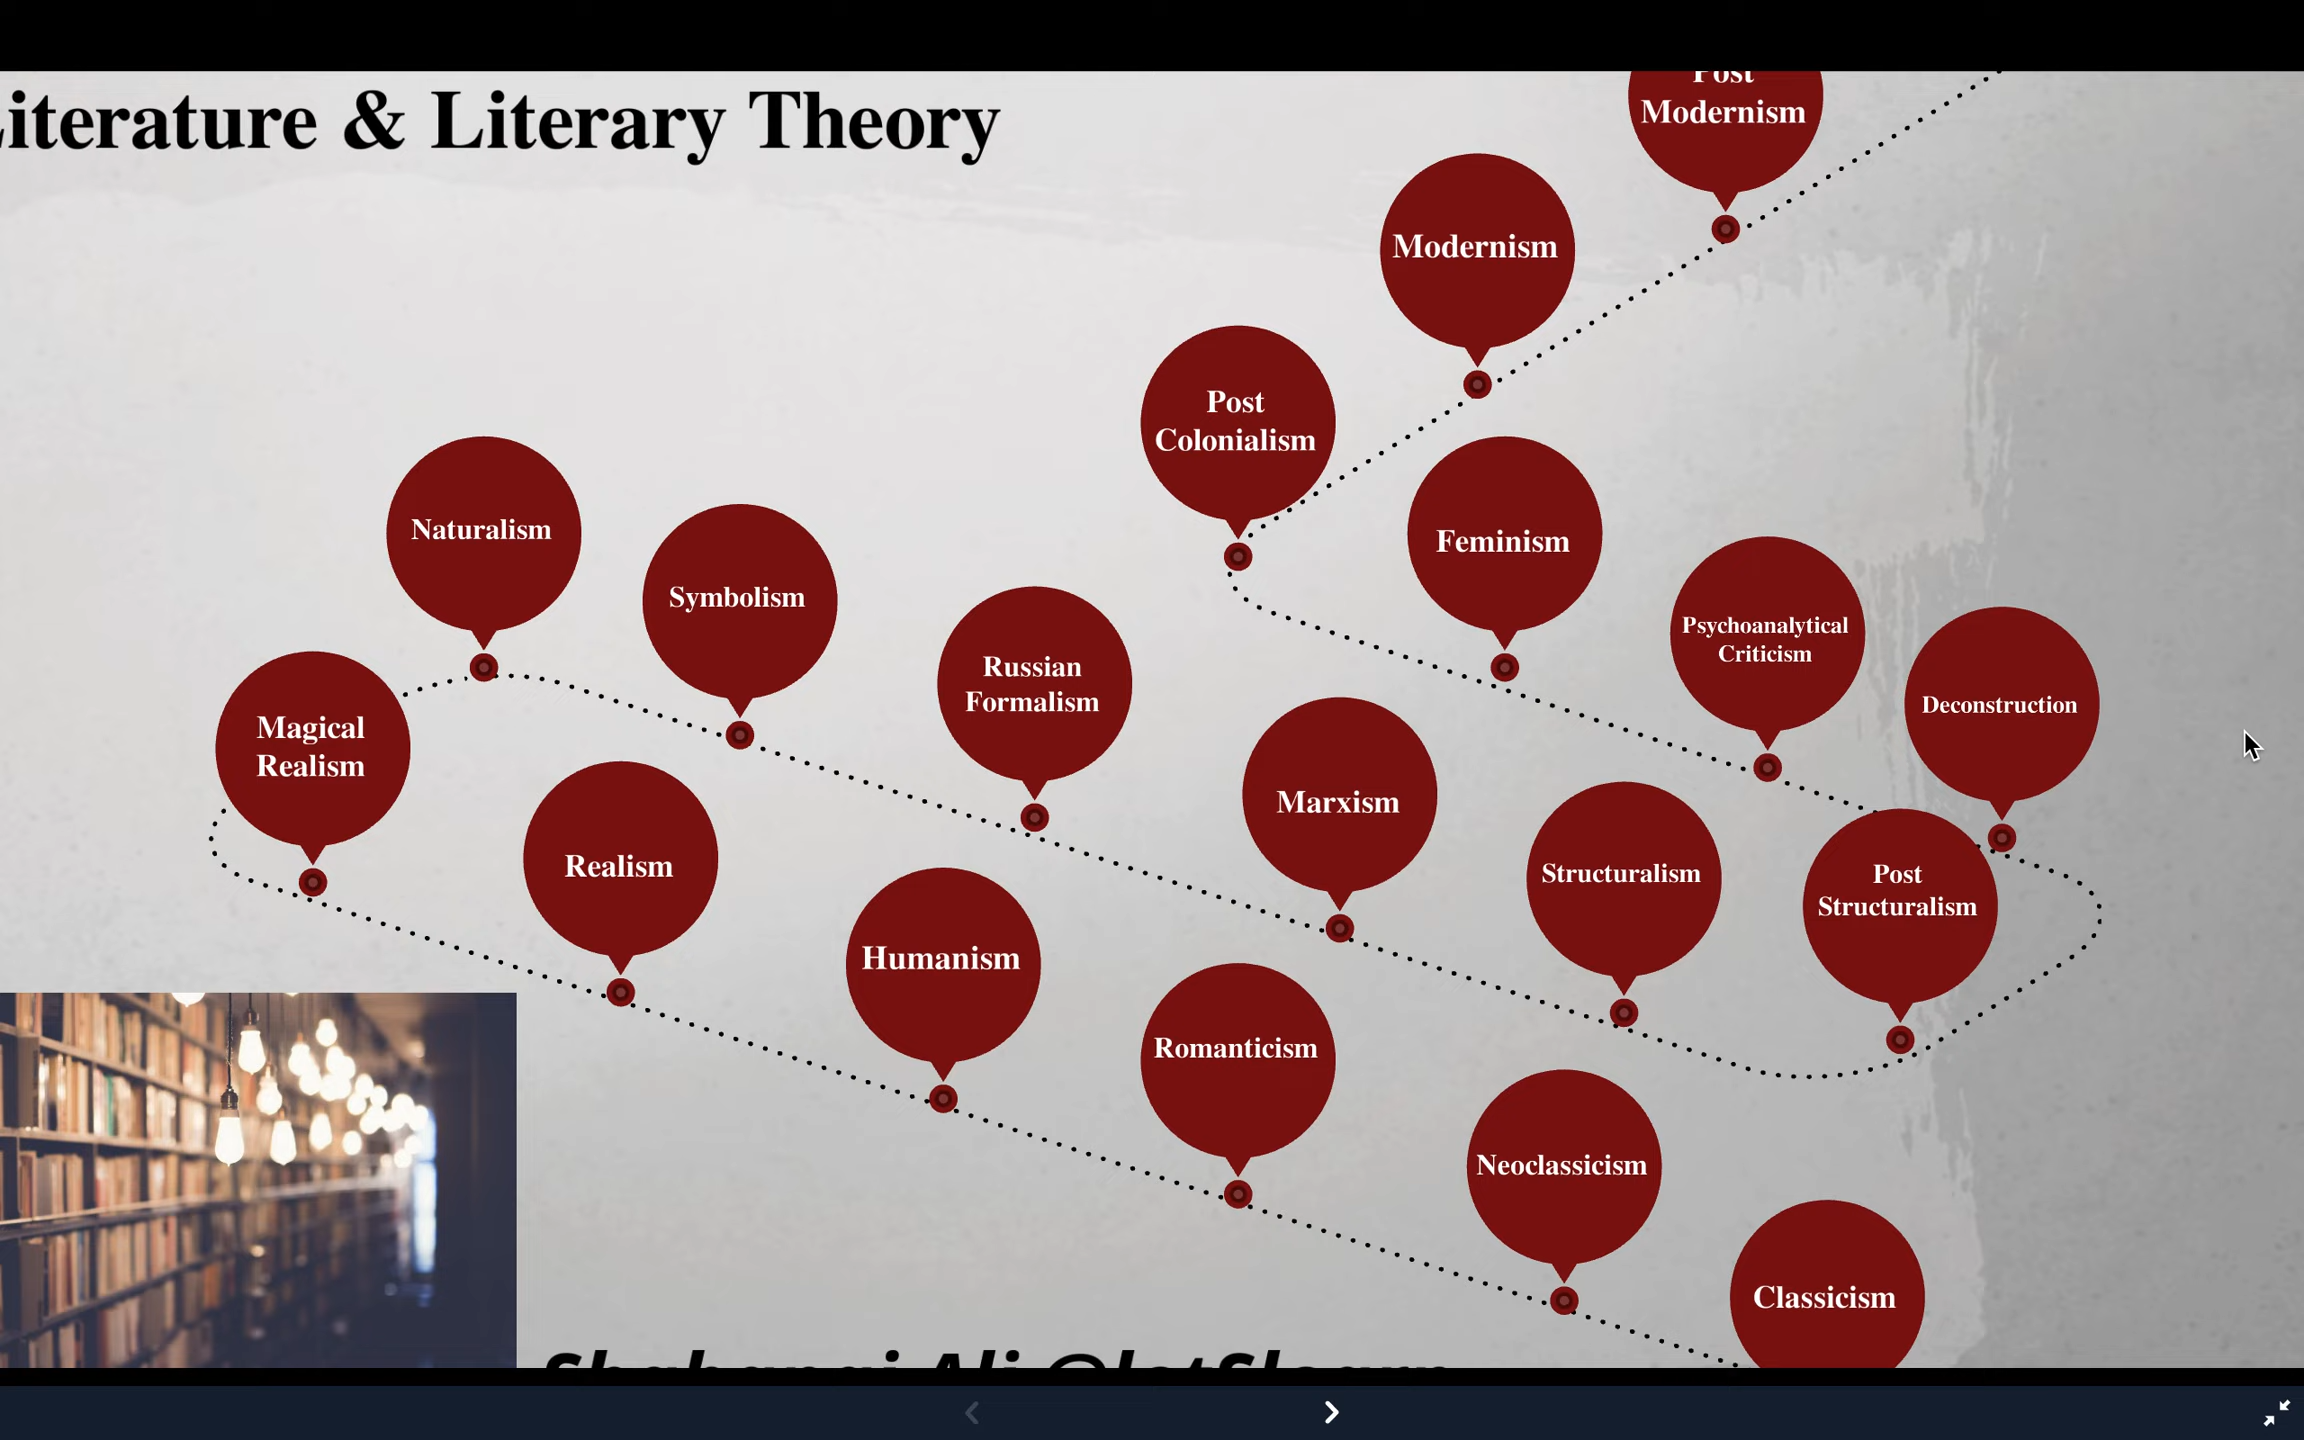 Literature & Literary Theory
Post
Modernism
Modernism
Post
Colonialism
Feminism
Psychoanalytical
Criticism
Deconstruction
Naturalism
Symbolism
Russian
Formalism
Marxism
Structuralism
Post
Structuralism
Magical
Realism
Realism
Humanism
Romanticism
Neoclassicism
Classicism